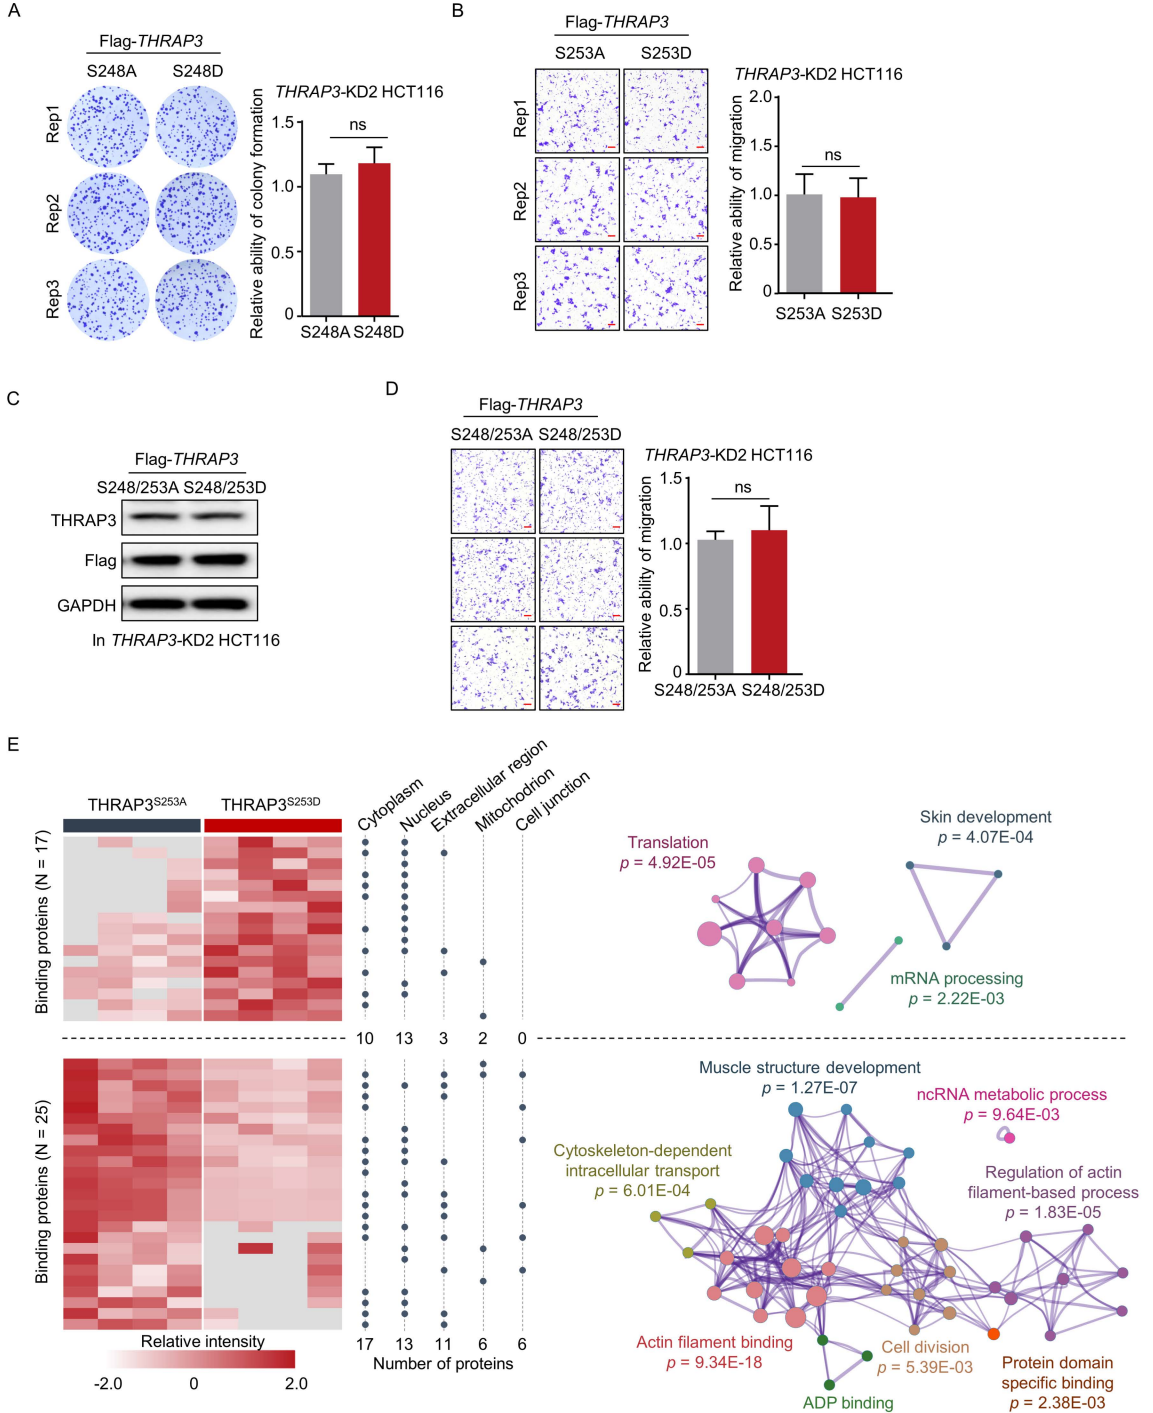 A
Flag-THRAP3
S248A S248D
Rep1
Rep2
Rep3
THRAP3-KD2 HCT116
Relative ability of colony formation
1.5
1.0
0.5
0
ns
S248A S248D
B
Flag-THRAP3
S253A S253D
Rep1
Rep2
Rep3
THRAP3-KD2 HCT116
Relative ability of migration
2.0
1.5
1.0
0.5
0
ns
S253A S253D
C
Flag-THRAP3
S248/253A S248/253D
THRAP3
Flag
GAPDH
In THRAP3-KD2 HCT116
D
Flag-THRAP3
S248/253A S248/253D
THRAP3-KD2 HCT116
Relative ability of migration
1.5
1.0
0.5
0
ns
S248/253A S248/253D
E
THRAP3S253A THRAP3S253D
Cytoplasm
Nucleus
Extracellular region
Mitochodrion
Cell junction
Binding proteins (N = 17)
10 13 3 2 0
Binding proteins (N = 25)
17 13 11 6 6
Number of proteins
Relative intensity
-2.0 0 2.0
Translation
p = 4.92E-05
Skin development
p = 4.07E-04
mRNA processing
p = 2.22E-03
Muscle structure development
p = 1.27E-07
ncRNA metabolic process
p = 9.64E-03
Cytoskeleton-dependent
intracellular transport
p = 6.01E-04
Regulation of actin
filament-based process
p = 1.83E-05
Actin filament binding
p = 9.34E-18
Cell division
p = 5.39E-03
Protein domain
specific binding
p = 2.38E-03
ADP binding